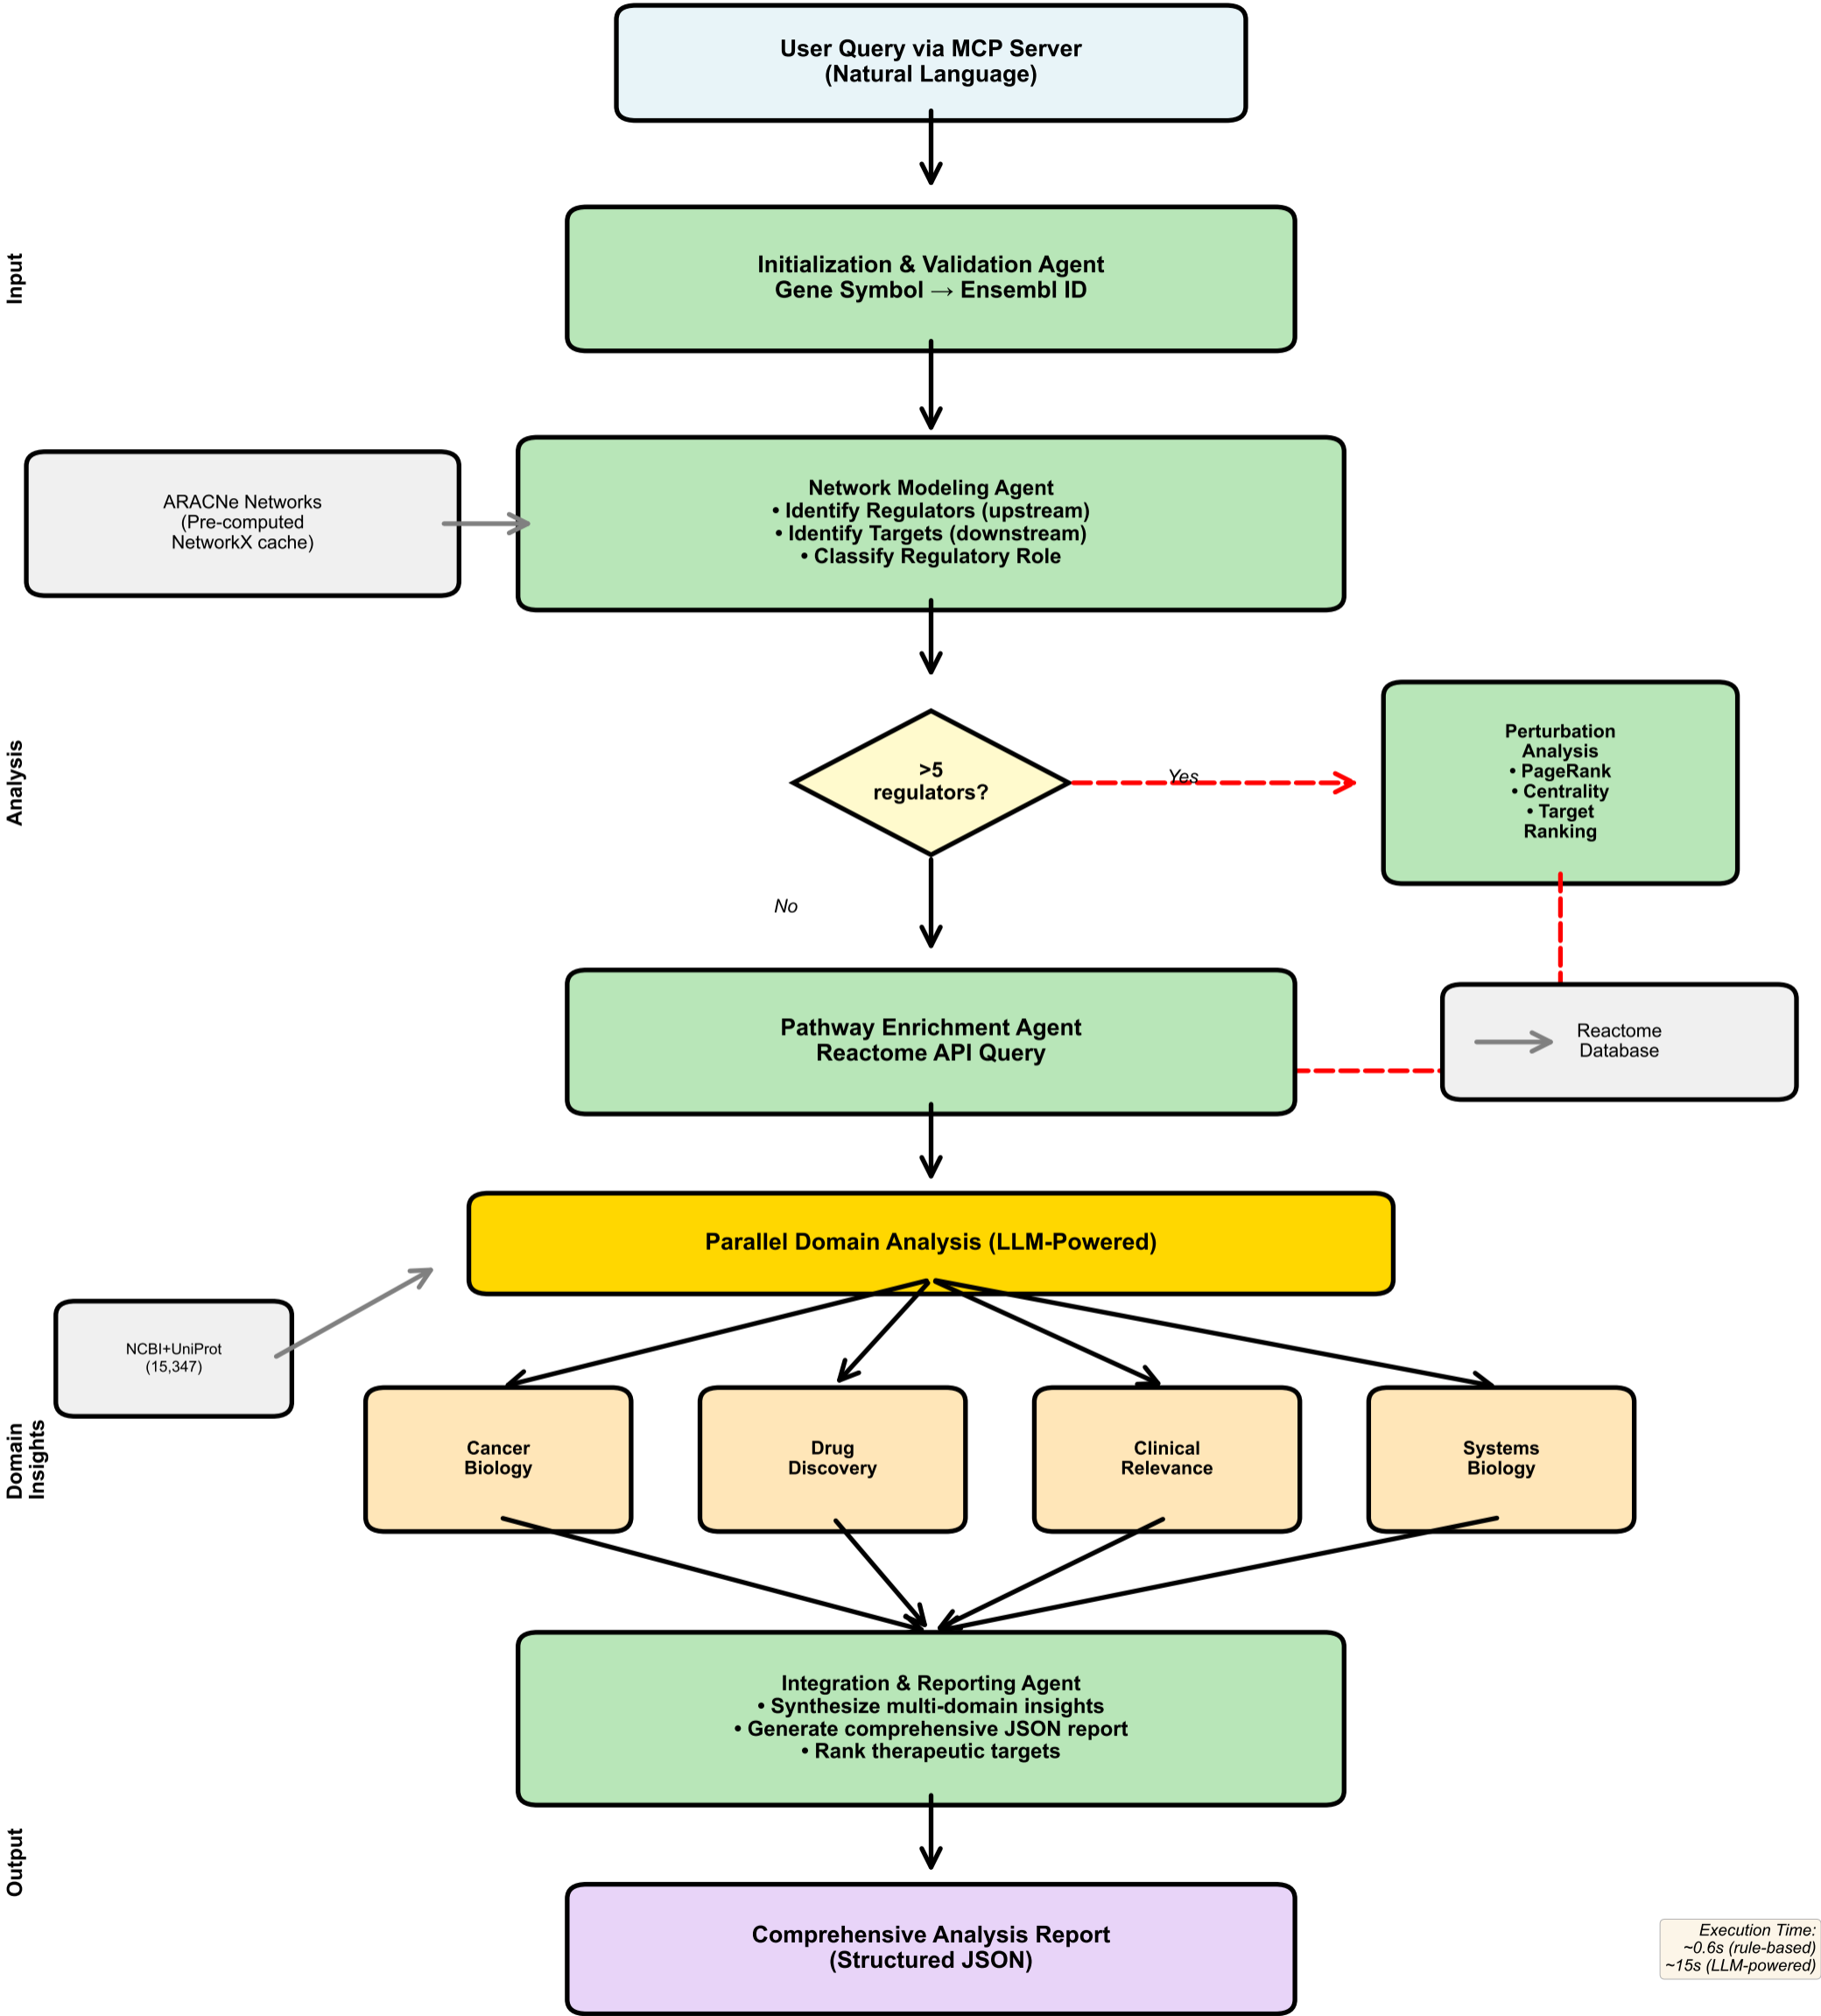 User Query via MCP Server
(Natural Language)
Input
Initialization & Validation Agent
Gene Symbol → Ensembl ID
ARACNe Networks
(Pre-computed
NetworkX cache)
Network Modeling Agent
• Identify Regulators (upstream)
• Identify Targets (downstream)
• Classify Regulatory Role
Analysis
>5
regulators?
Yes
Perturbation
Analysis
• PageRank
• Centrality
• Target
Ranking
No
Pathway Enrichment Agent
Reactome API Query
Reactome
Database
Parallel Domain Analysis (LLM-Powered)
NCBI+UniProt
(15,347)
Domain
Insights
Cancer
Biology
Drug
Discovery
Clinical
Relevance
Systems
Biology
Integration & Reporting Agent
• Synthesize multi-domain insights
• Generate comprehensive JSON report
• Rank therapeutic targets
Output
Comprehensive Analysis Report
(Structured JSON)
Execution Time:
~0.6s (rule-based)
~15s (LLM-powered)